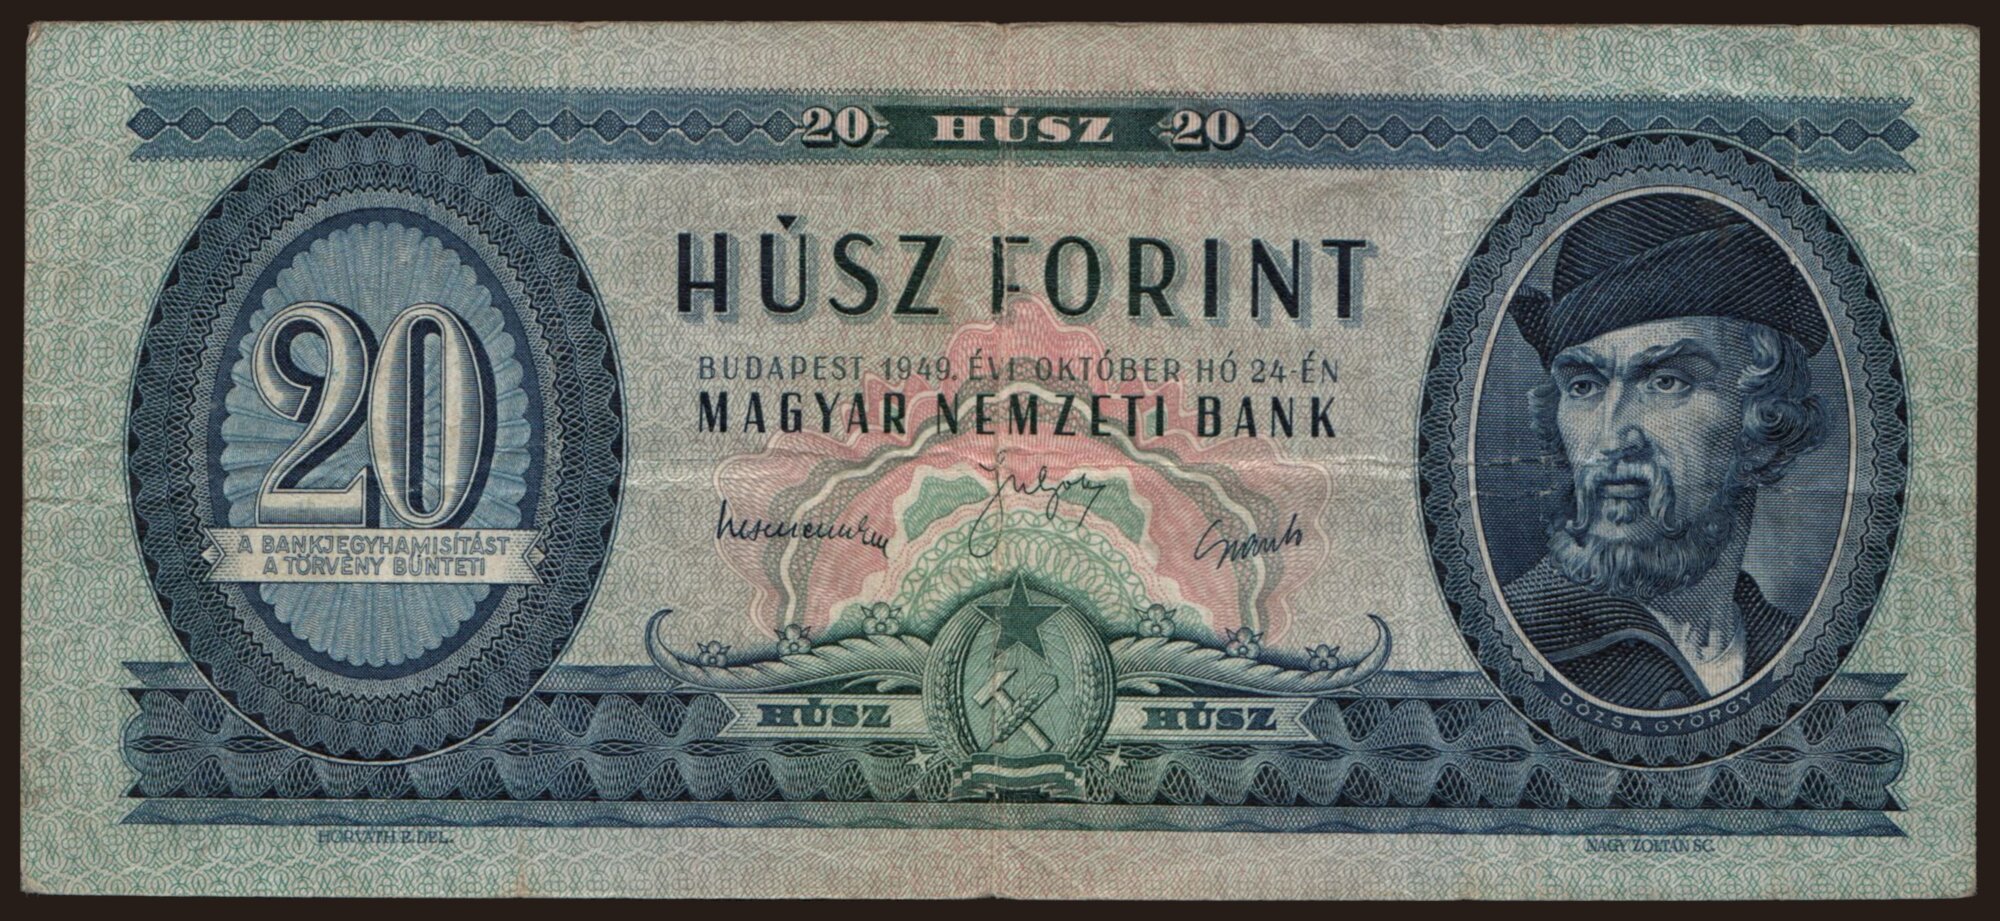 20 HÚSZ 20
HÚSZ FORINT
BUDAPEST, 1949. ÉVI OKTÓBER HÓ 24-ÉN
MAGYAR NEMZETI BANK
20
A BANKJEGYHAMISÍTÁST
A TÖRVÉNY BÜNTETI
HÚSZ HÚSZ
DÓZSA GYÖRGY
HORVÁTH E. DEL. NAGY ZOLTÁN SC.